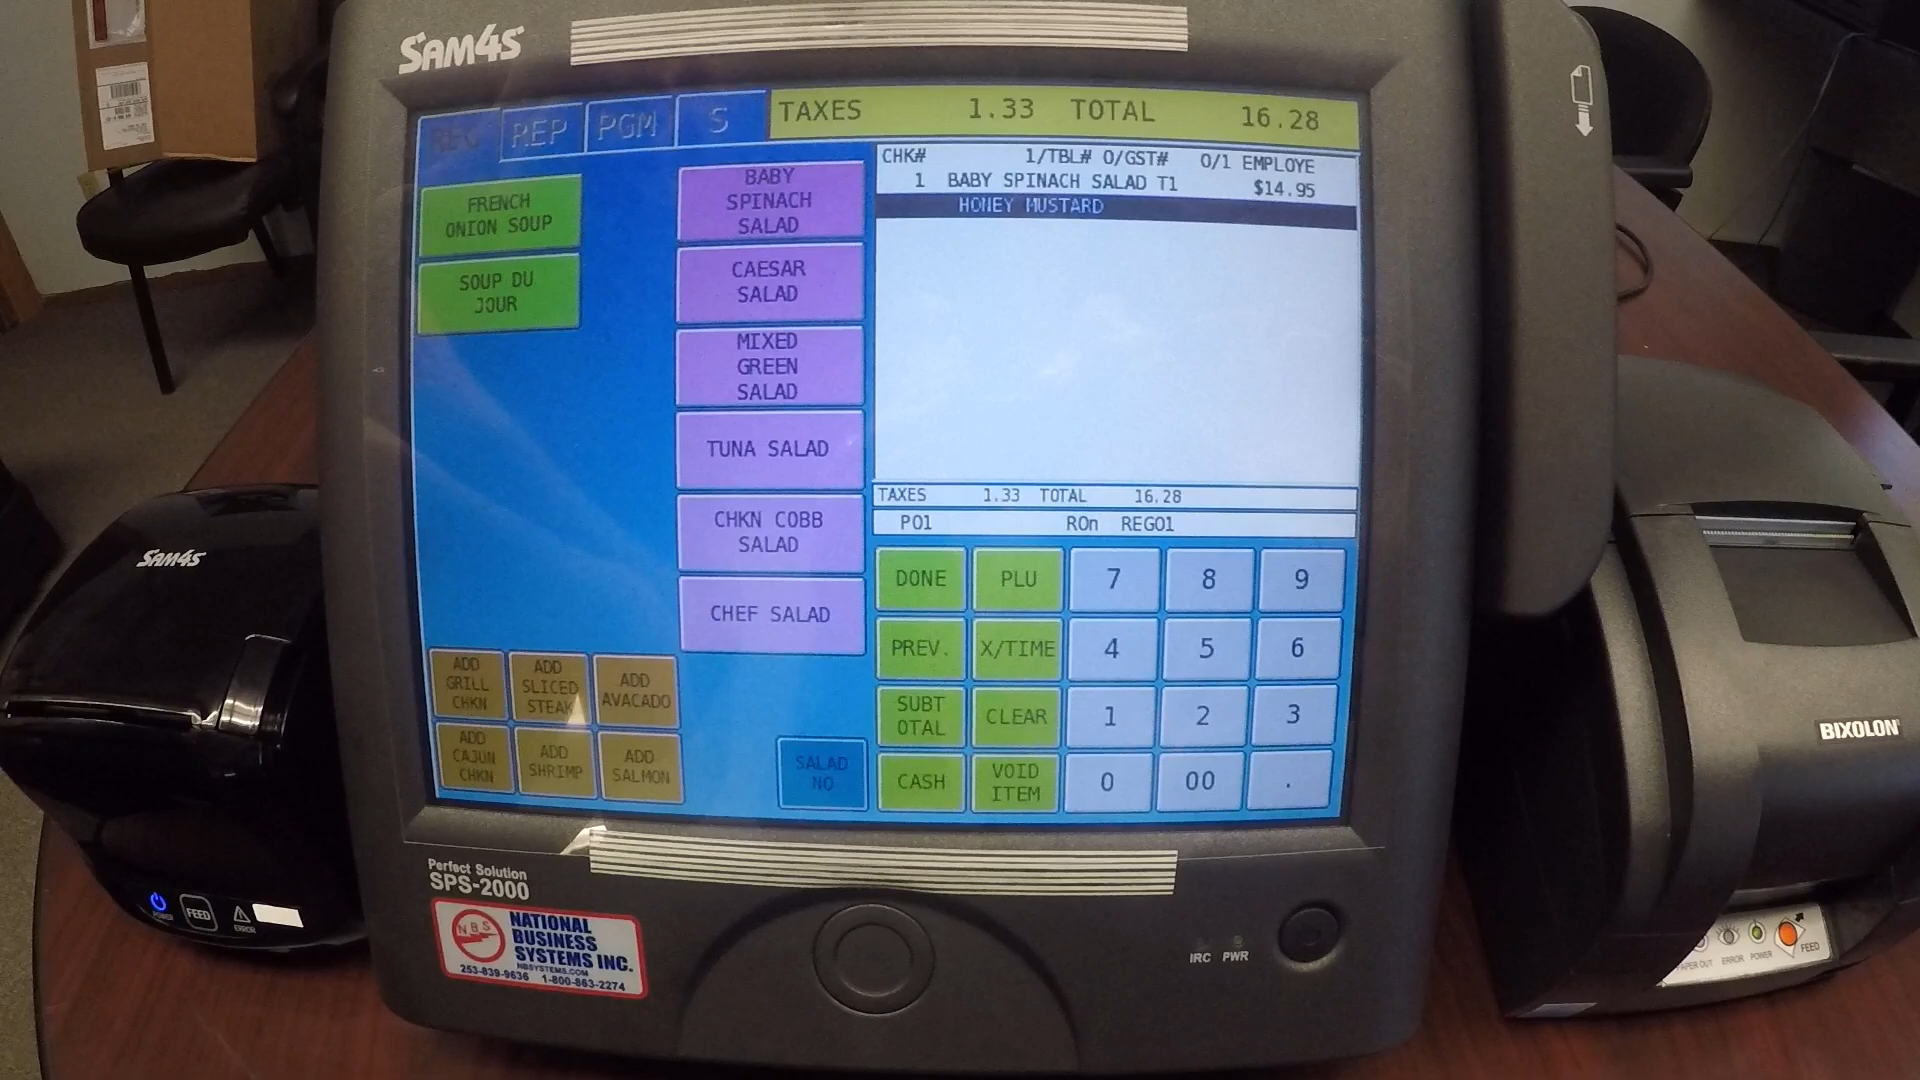 SAM4S
REG REP PGM S
TAXES 1.33 TOTAL 16.28
CHK# 1/TBL# 0/GST# 0/1 EMPLOYE
1 BABY SPINACH SALAD T1 $14.95
HONEY MUSTARD
FRENCH
ONION SOUP
SOUP DU
JOUR
BABY
SPINACH
SALAD
CAESAR
SALAD
MIXED
GREEN
SALAD
TUNA SALAD
CHKN COBB
SALAD
CHEF SALAD
ADD
GRILL
CHKN
ADD
SLICED
STEAK
ADD
AVACADO
ADD
CAJUN
CHKN
ADD
SHRIMP
ADD
SALMON
SALAD
NO
TAXES 1.33 TOTAL 16.28
P01 ROn REG01
DONE PLU 7 8 9
PREV. X/TIME 4 5 6
SUBT
OTAL
CLEAR 1 2 3
CASH
VOID
ITEM
0 00 .
Perfect Solution
SPS-2000
NBS
NATIONAL
BUSINESS
SYSTEMS INC.
NBSYSTEMS.COM
253-839-9636 1-800-863-2274
IRC PWR
SAM4S
POWER
FEED
ERROR
BIXOLON
PAPER OUT ERROR POWER FEED